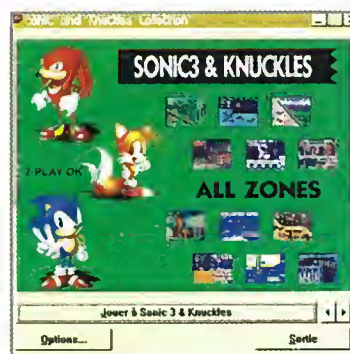 Sonic and Knuckles Collection
SONIC3 & KNUCKLES
2-PLAY OK
ALL ZONES
Jouer à Sonic 3 & Knuckles
Options...
Sortie